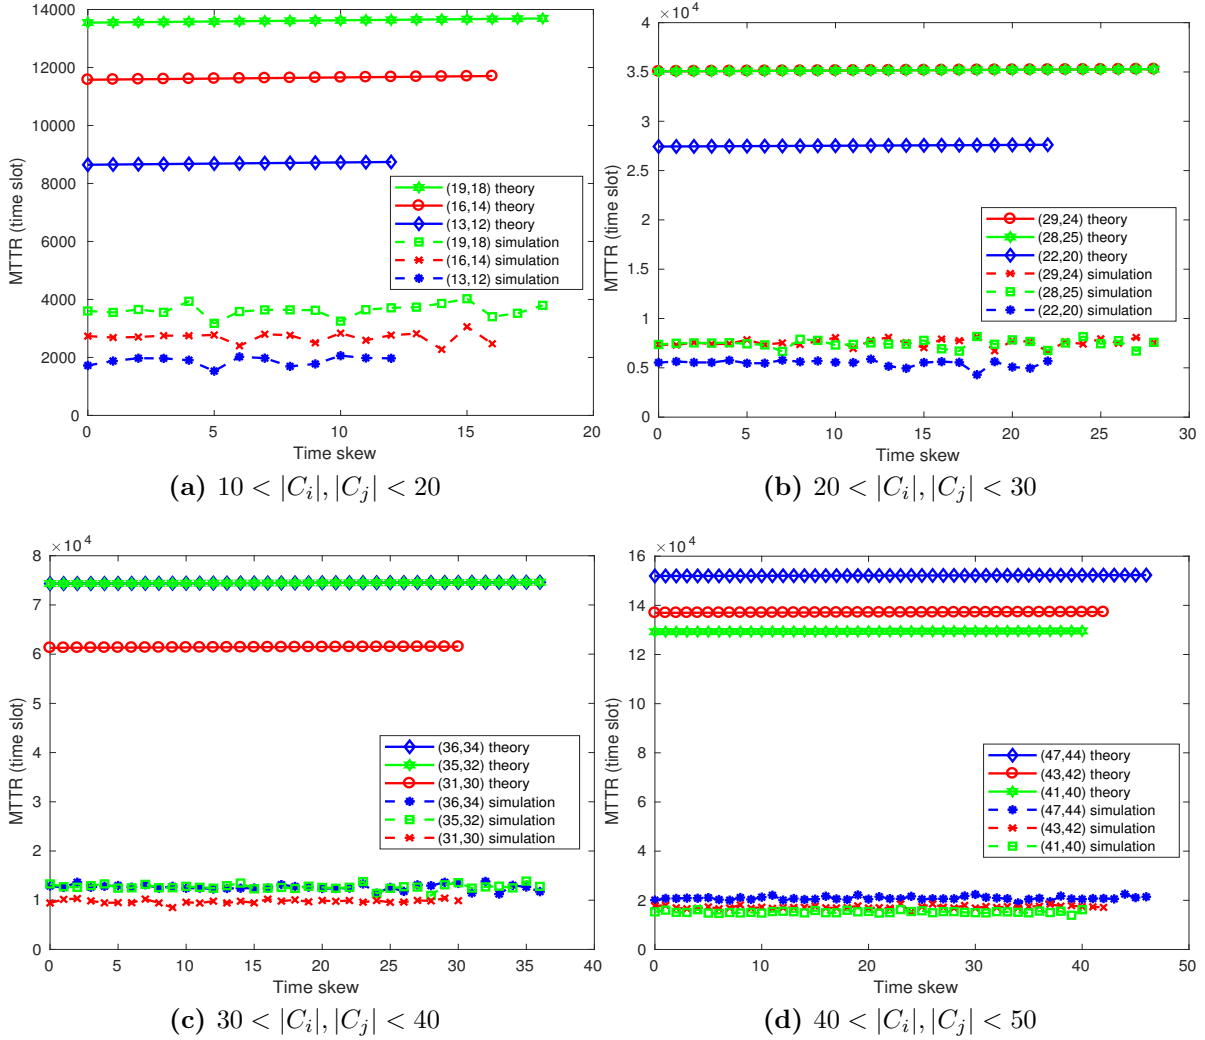 14000
12000
10000
8000
6000
4000
2000
0
0
5
10
15
20
MTTR (time slot)
Time skew
(19,18) theory
(16,14) theory
(13,12) theory
(19,18) simulation
(16,14) simulation
(13,12) simulation
(a) 10 < |C_i|, |C_j| < 20
×10^4
4
3.5
3
2.5
2
1.5
1
0.5
0
0
5
10
15
20
25
30
MTTR (time slot)
Time skew
(29,24) theory
(28,25) theory
(22,20) theory
(29,24) simulation
(28,25) simulation
(22,20) simulation
(b) 20 < |C_i|, |C_j| < 30
×10^4
8
7
6
5
4
3
2
1
0
0
5
10
15
20
25
30
35
40
MTTR (time slot)
Time skew
(36,34) theory
(35,32) theory
(31,30) theory
(36,34) simulation
(35,32) simulation
(31,30) simulation
(c) 30 < |C_i|, |C_j| < 40
×10^4
16
14
12
10
8
6
4
2
0
0
10
20
30
40
50
MTTR (time slot)
Time skew
(47,44) theory
(43,42) theory
(41,40) theory
(47,44) simulation
(43,42) simulation
(41,40) simulation
(d) 40 < |C_i|, |C_j| < 50